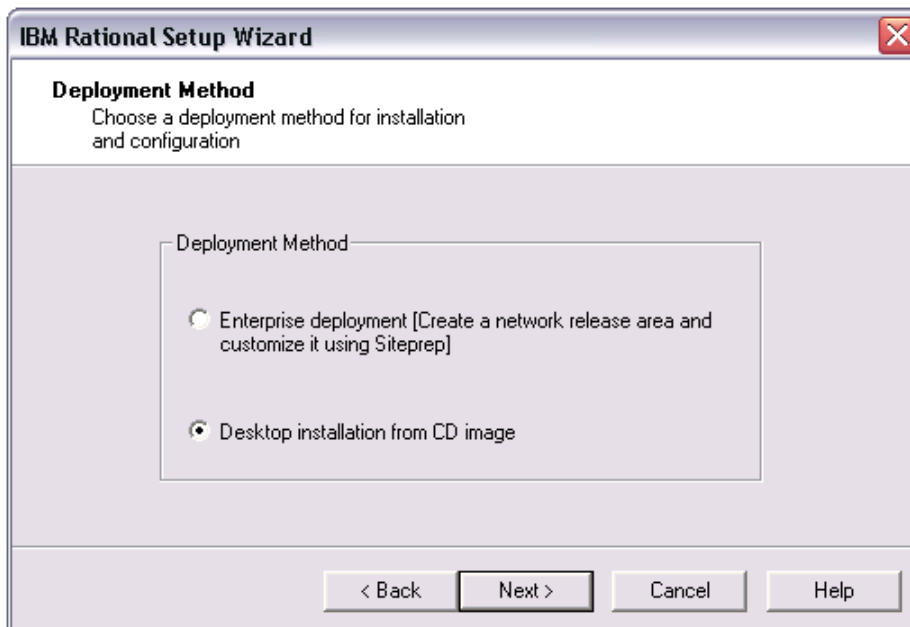 IBM Rational Setup Wizard
Deployment Method
Choose a deployment method for installation
and configuration
Deployment Method
Enterprise deployment [Create a network release area and
customize it using Siteprep]
Desktop installation from CD image
< Back
Next >
Cancel
Help